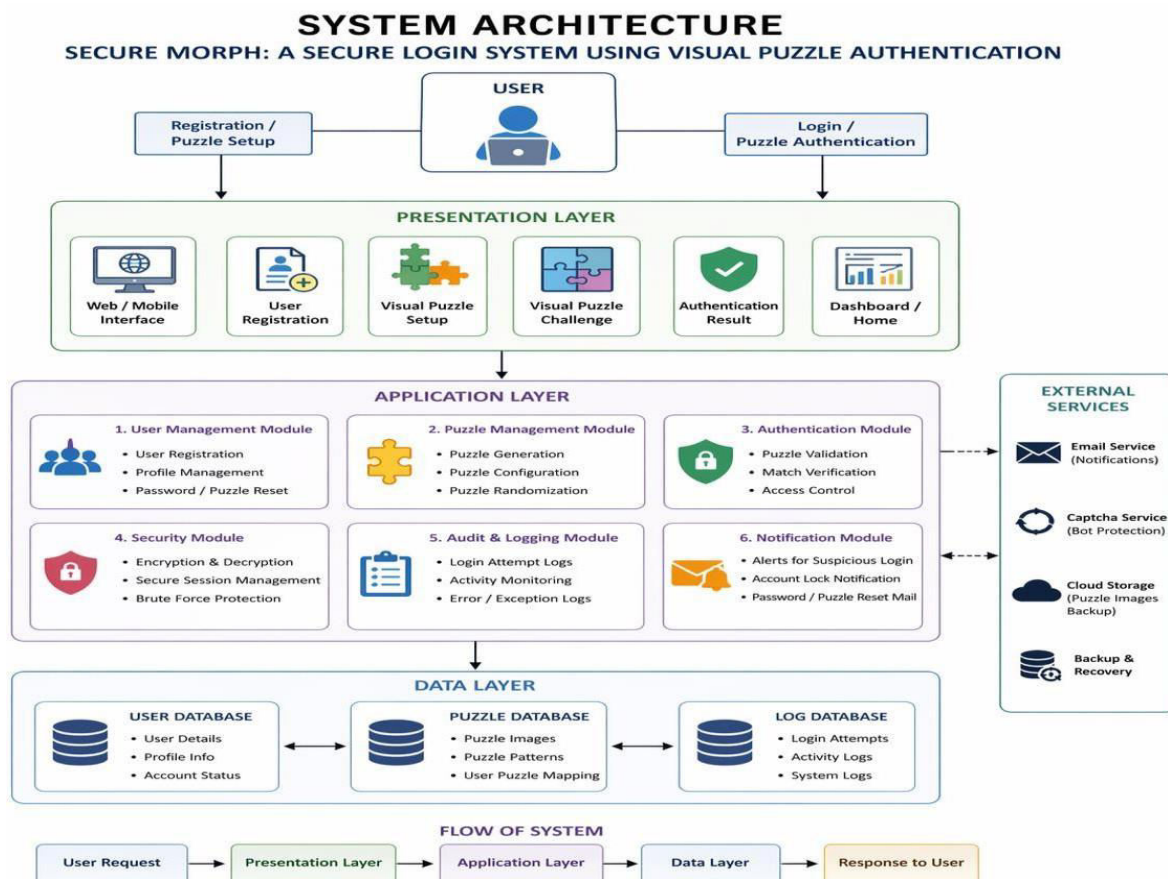 SYSTEM ARCHITECTURE
SECURE MORPH: A SECURE LOGIN SYSTEM USING VISUAL PUZZLE AUTHENTICATION
USER
Registration /
Puzzle Setup
Login /
Puzzle Authentication
PRESENTATION LAYER
Web / Mobile
Interface
User
Registration
Visual Puzzle
Setup
Visual Puzzle
Challenge
Authentication
Result
Dashboard /
Home
APPLICATION LAYER
1. User Management Module
• User Registration
• Profile Management
• Password / Puzzle Reset
2. Puzzle Management Module
• Puzzle Generation
• Puzzle Configuration
• Puzzle Randomization
3. Authentication Module
• Puzzle Validation
• Match Verification
• Access Control
4. Security Module
• Encryption & Decryption
• Secure Session Management
• Brute Force Protection
5. Audit & Logging Module
• Login Attempt Logs
• Activity Monitoring
• Error / Exception Logs
6. Notification Module
• Alerts for Suspicious Login
• Account Lock Notification
• Password / Puzzle Reset Mail
EXTERNAL
SERVICES
Email Service
(Notifications)
Captcha Service
(Bot Protection)
Cloud Storage
(Puzzle Images
Backup)
Backup &
Recovery
DATA LAYER
USER DATABASE
• User Details
• Profile Info
• Account Status
PUZZLE DATABASE
• Puzzle Images
• Puzzle Patterns
• User Puzzle Mapping
LOG DATABASE
• Login Attempts
• Activity Logs
• System Logs
FLOW OF SYSTEM
User Request
Presentation Layer
Application Layer
Data Layer
Response to User